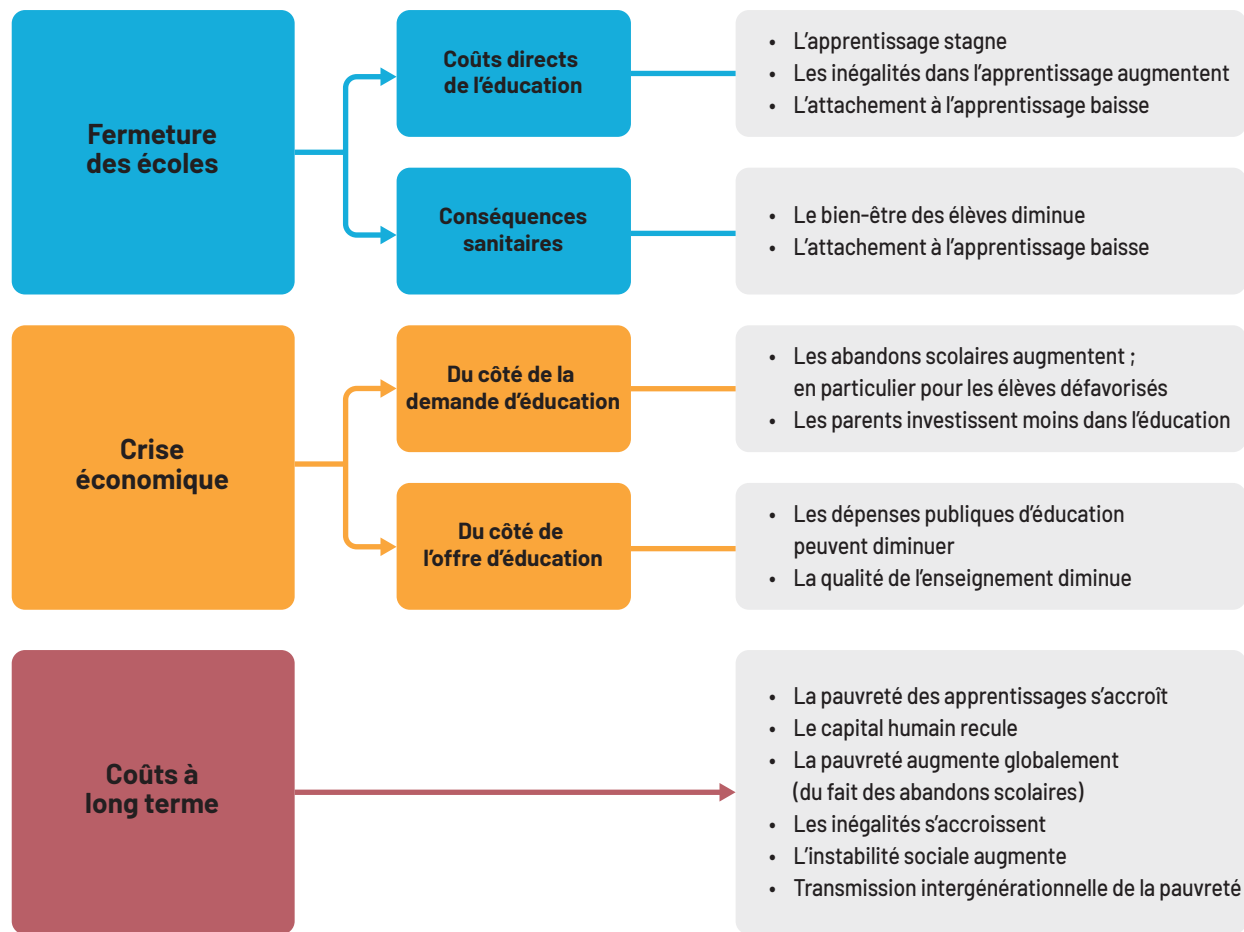 Fermeture
des écoles
Coûts directs
de l'éducation
• L'apprentissage stagne
• Les inégalités dans l'apprentissage augmentent
• L'attachement à l'apprentissage baisse
Conséquences
sanitaires
• Le bien-être des élèves diminue
• L'attachement à l'apprentissage baisse
Crise
économique
Du côté de la
demande d'éducation
• Les abandons scolaires augmentent ;
en particulier pour les élèves défavorisés
• Les parents investissent moins dans l'éducation
Du côté de
l'offre d'éducation
• Les dépenses publiques d'éducation
peuvent diminuer
• La qualité de l'enseignement diminue
Coûts à
long terme
• La pauvreté des apprentissages s'accroît
• Le capital humain recule
• La pauvreté augmente globalement
(du fait des abandons scolaires)
• Les inégalités s'accroissent
• L'instabilité sociale augmente
• Transmission intergénérationnelle de la pauvreté